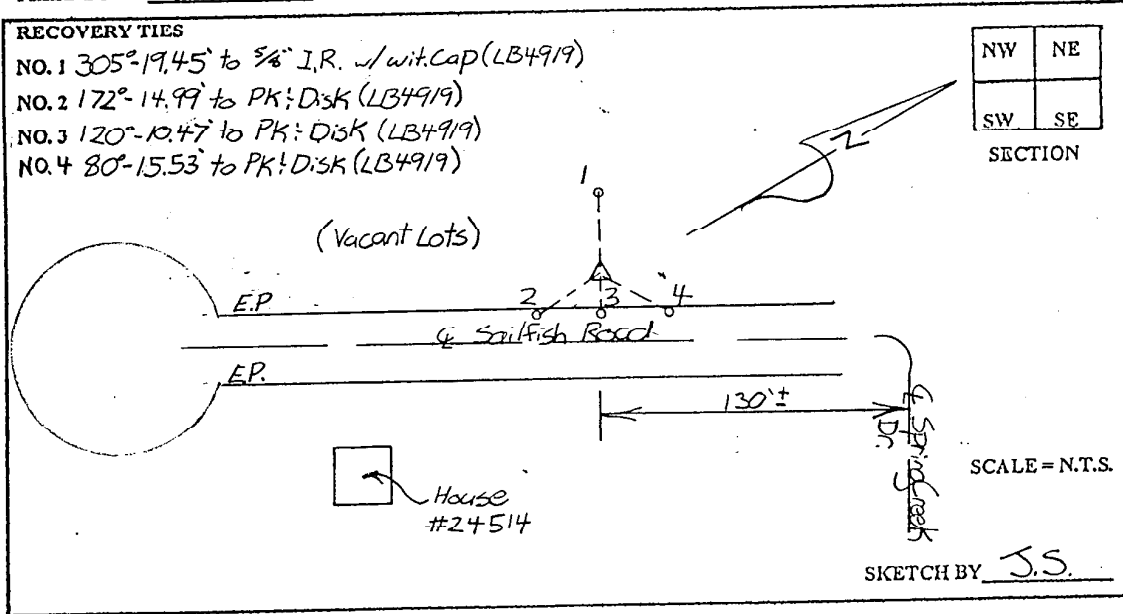 RECOVERY TIES
NO. 1 305°-19.45' to 5/8" I.R. w/ wit. Cap (LB4919)
NO. 2 172°-14.99' to PK & Disk (LB4919)
NO. 3 120°-10.47' to PK & Disk (LB4919)
NO. 4 80°-15.53' to PK & Disk (LB4919)
NW NE
SW SE
SECTION
N
1
(Vacant Lots)
E.P.
2 3 4
℄ Sailfish Road
E.P.
130'±
℄ Spring Creek
Dr.
House
#24514
SCALE = N.T.S.
SKETCH BY J.S.